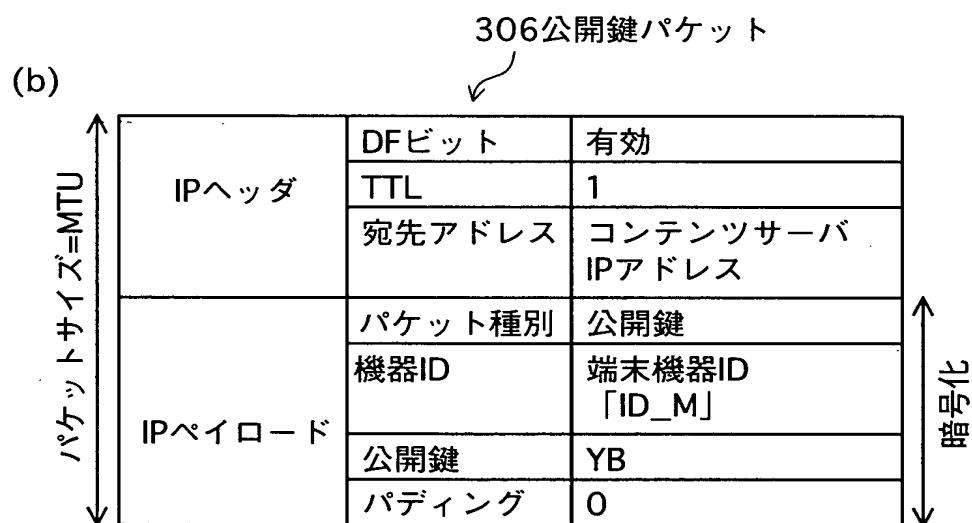 306公開鍵パケット
(b)
パケットサイズ=MTU
IPヘッダ
DFビット
有効
TTL
1
宛先アドレス
コンテンツサーバ
IPアドレス
IPペイロード
パケット種別
公開鍵
機器ID
端末機器ID
「ID_M」
公開鍵
YB
パディング
0
暗号化